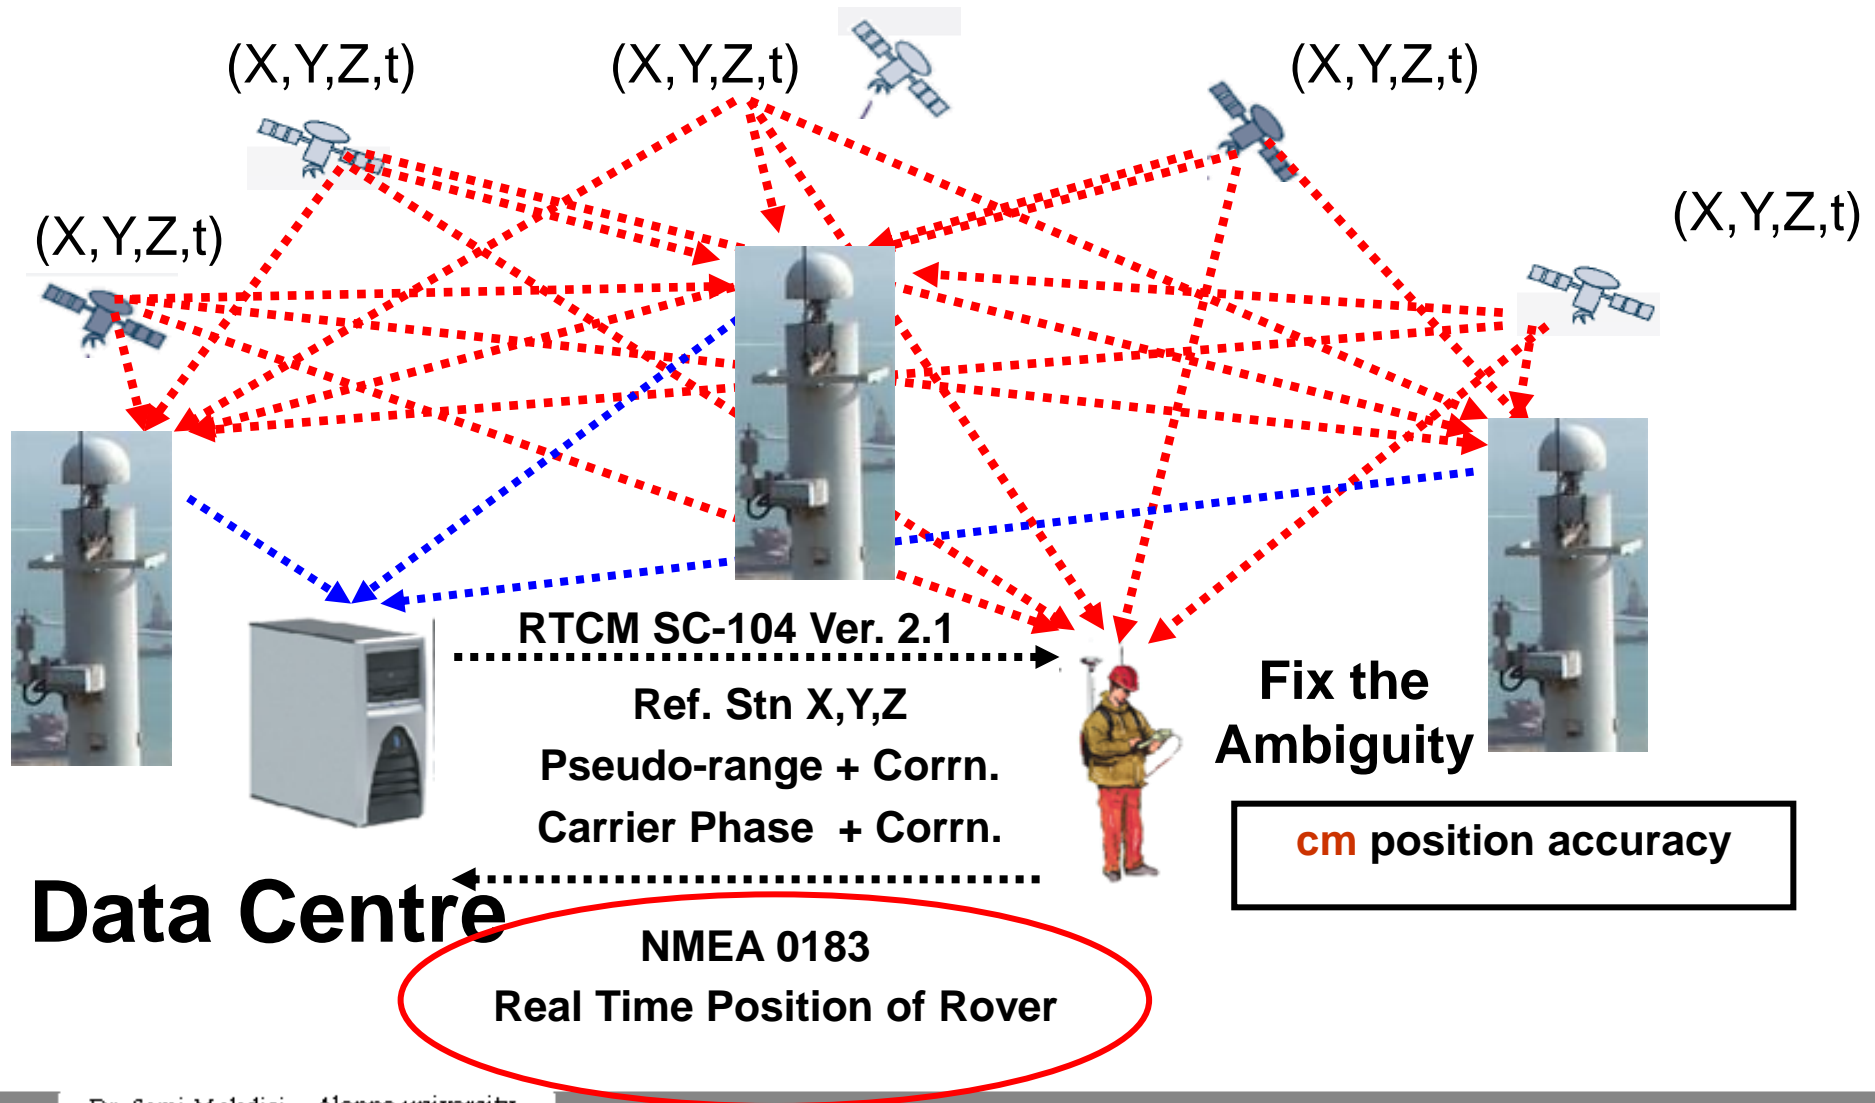 (X,Y,Z,t)
(X,Y,Z,t)
(X,Y,Z,t)
(X,Y,Z,t)
(X,Y,Z,t)
RTCM SC-104 Ver. 2.1
Ref. Stn X,Y,Z
Pseudo-range + Corrn.
Carrier Phase + Corrn.
Fix the
Ambiguity
cm position accuracy
Data Centre
NMEA 0183
Real Time Position of Rover